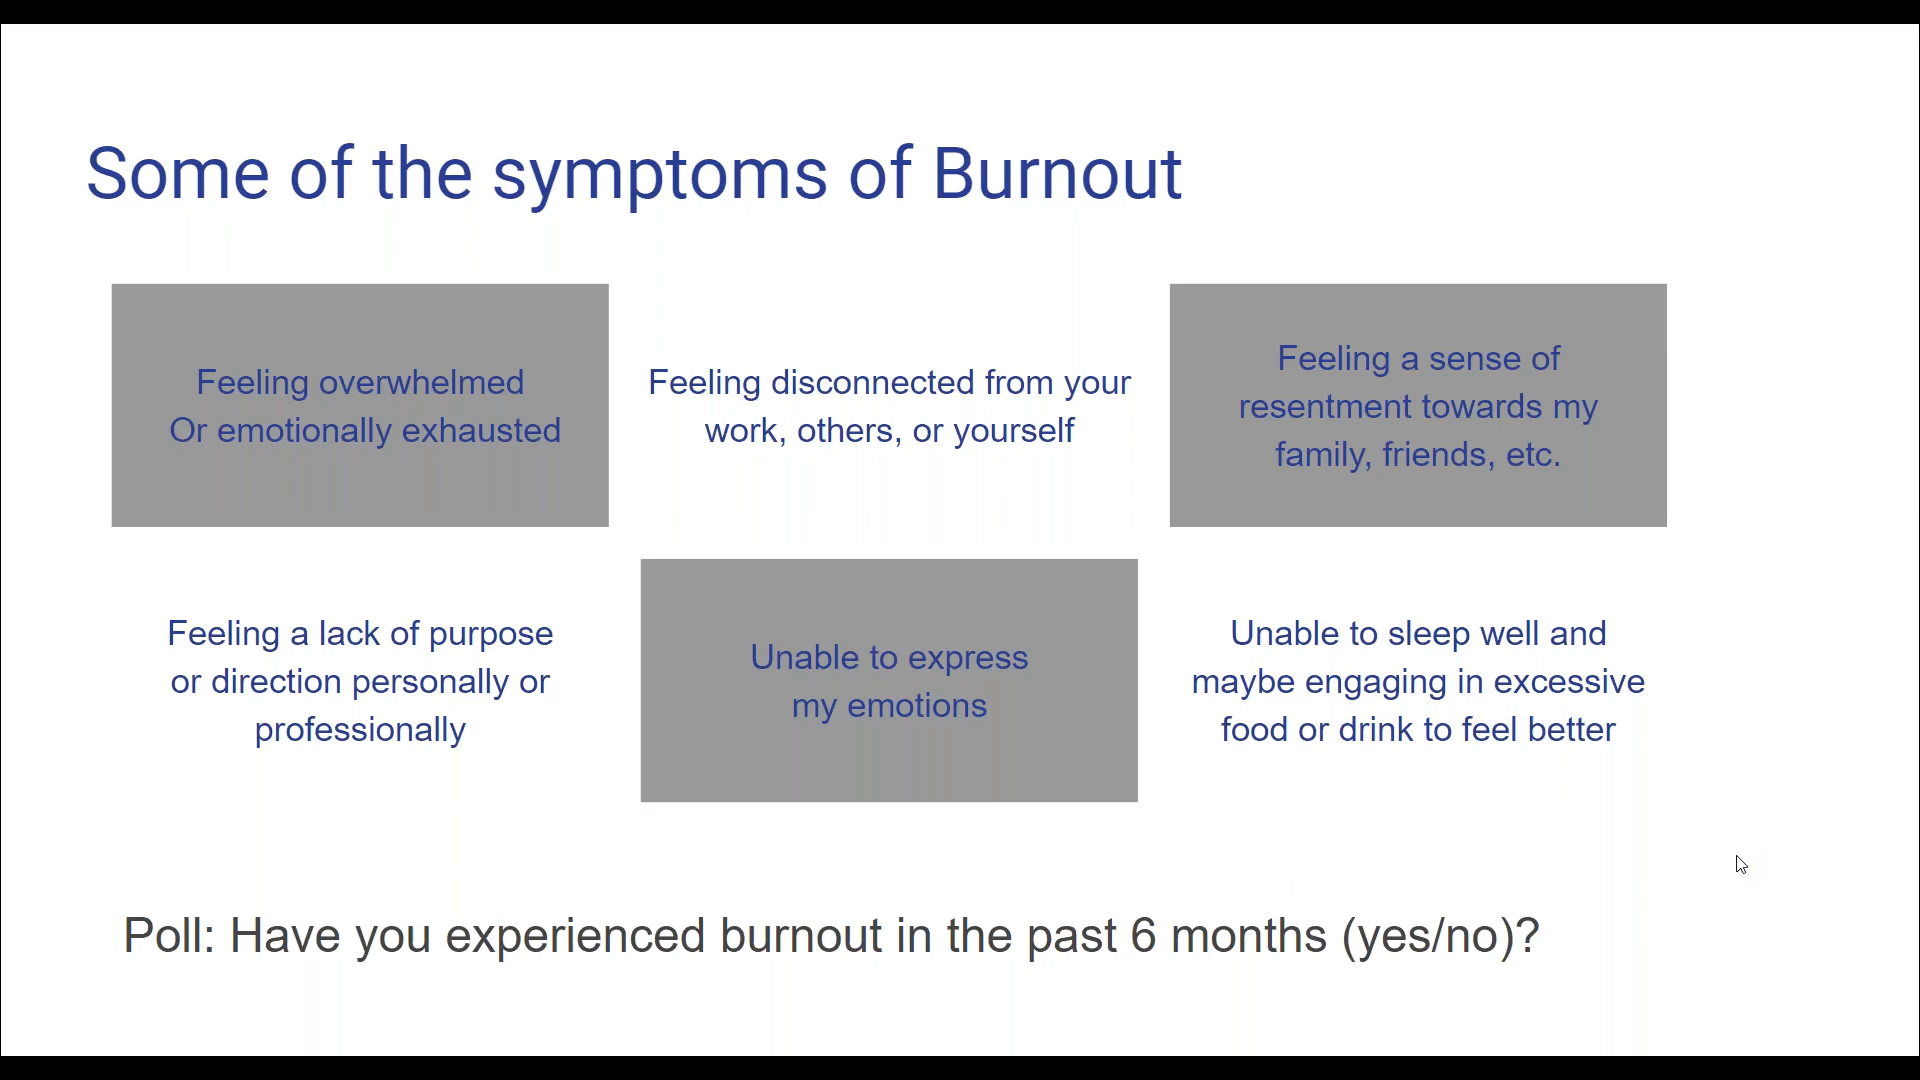 Some of the symptoms of Burnout
Feeling overwhelmed
Or emotionally exhausted
Feeling disconnected from your
work, others, or yourself
Feeling a sense of
resentment towards my
family, friends, etc.
Feeling a lack of purpose
or direction personally or
professionally
Unable to express
my emotions
Unable to sleep well and
maybe engaging in excessive
food or drink to feel better
Poll: Have you experienced burnout in the past 6 months (yes/no)?